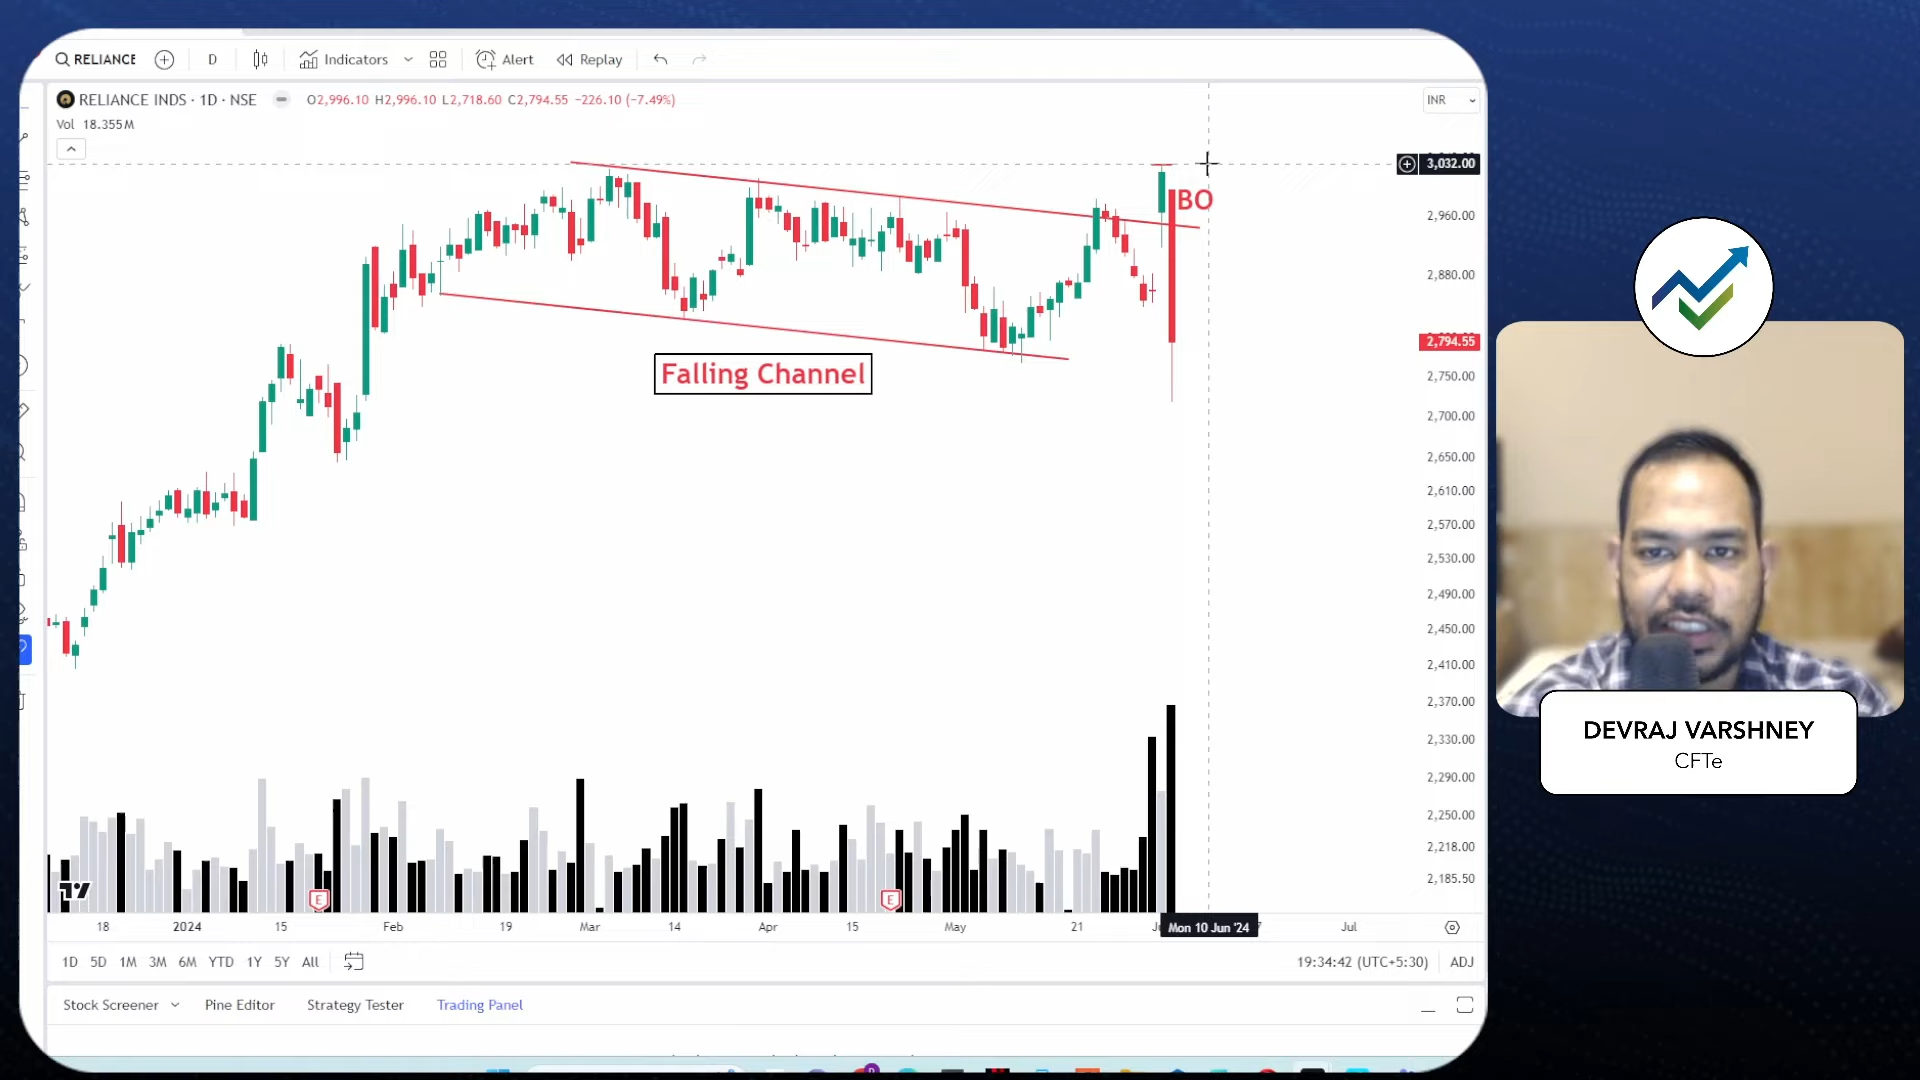 RELIANCE
D
Indicators
Alert
Replay
RELIANCE INDS · 1D · NSE
O2,996.10 H2,996.10 L2,718.60 C2,794.55 −226.10 (−7.49%)
INR
Vol 18.355M
3,032.00
BO
2,960.00
2,880.00
2,794.55
Falling Channel
2,750.00
2,700.00
2,650.00
2,610.00
2,570.00
2,530.00
2,490.00
2,450.00
2,410.00
2,370.00
2,330.00
2,290.00
2,250.00
2,218.00
2,185.50
E
E
18 2024 15 Feb 19 Mar 14 Apr 15 May 21 Mon 10 Jun '24 Jul
1D 5D 1M 3M 6M YTD 1Y 5Y All
19:34:42 (UTC+5:30) ADJ
Stock Screener Pine Editor Strategy Tester Trading Panel
DEVRAJ VARSHNEY
CFTe